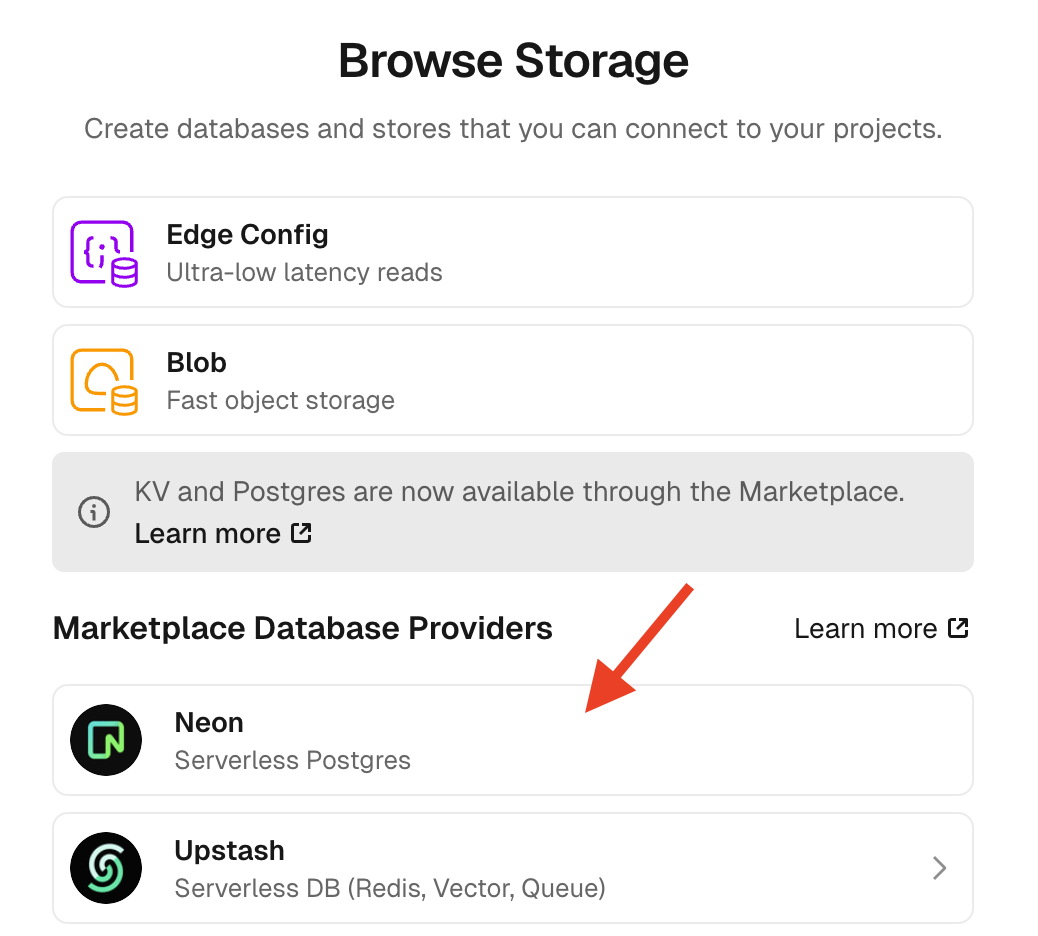 Browse Storage
Create databases and stores that you can connect to your projects.
Edge Config
Ultra-low latency reads
Blob
Fast object storage
KV and Postgres are now available through the Marketplace.
Learn more
Marketplace Database Providers
Learn more
Neon
Serverless Postgres
Upstash
Serverless DB (Redis, Vector, Queue)